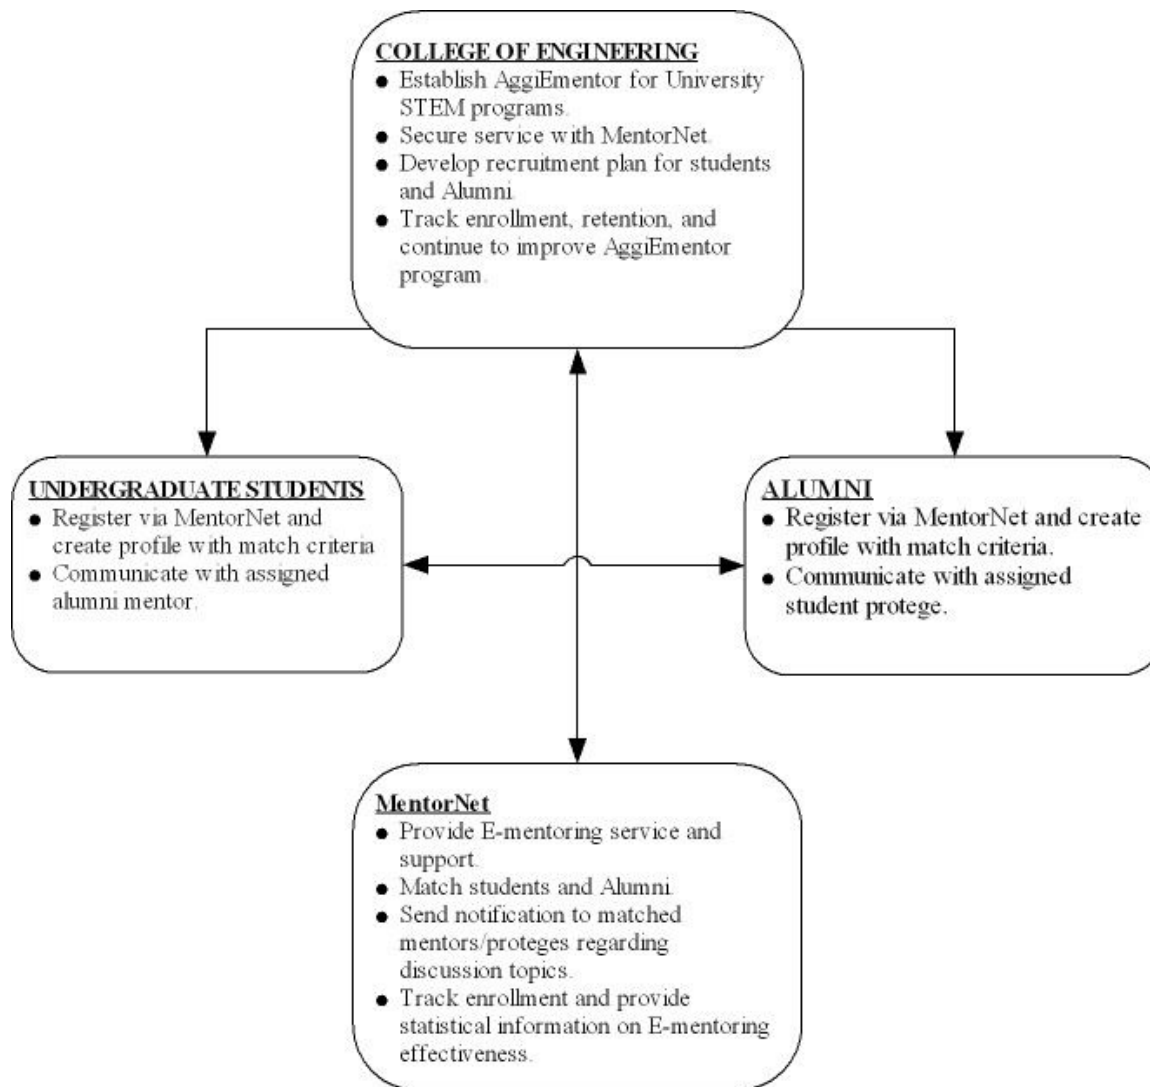 COLLEGE OF ENGINEERING
● Establish AggiEmentor for University
STEM programs.
● Secure service with MentorNet.
● Develop recruitment plan for students
and Alumni.
● Track enrollment, retention, and
continue to improve AggiEmentor
program.
UNDERGRADUATE STUDENTS
● Register via MentorNet and
create profile with match criteria
● Communicate with assigned
alumni mentor.
ALUMNI
● Register via MentorNet and create
profile with match criteria.
● Communicate with assigned
student protege.
MentorNet
● Provide E-mentoring service and
support.
● Match students and Alumni.
● Send notification to matched
mentors/proteges regarding
discussion topics.
● Track enrollment and provide
statistical information on E-mentoring
effectiveness.